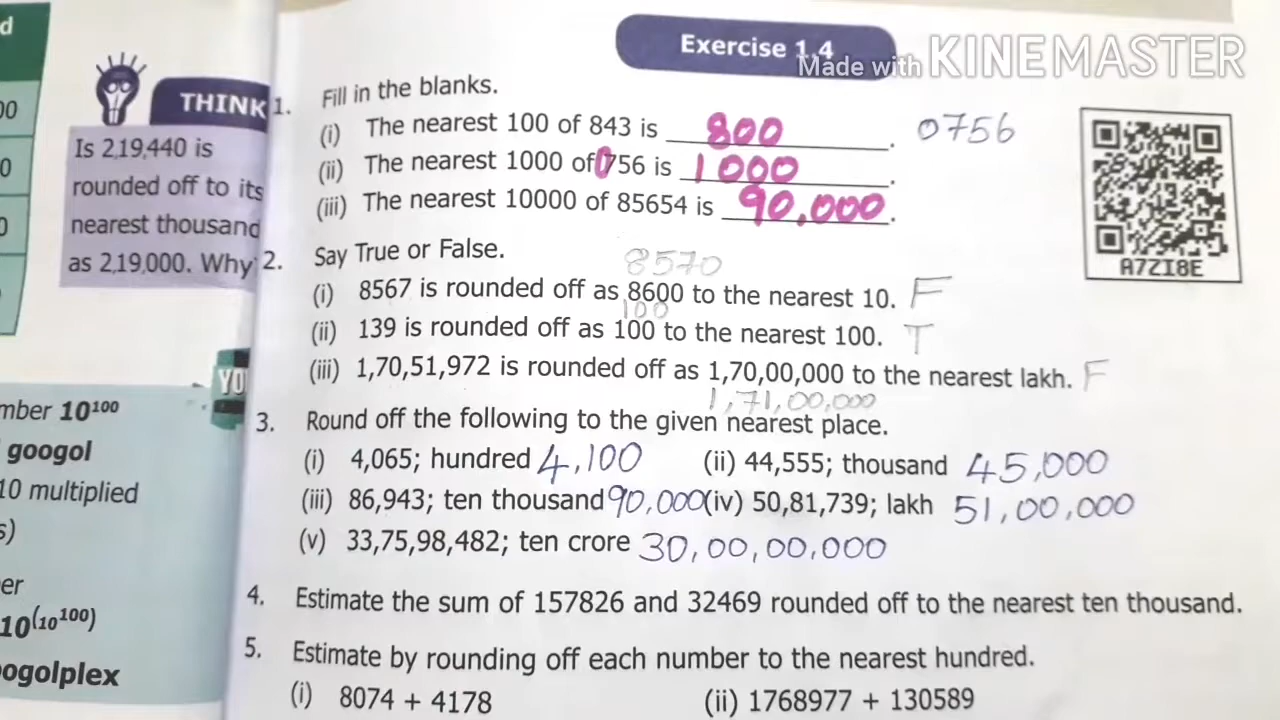 d
00
0
0
THINK
Is 2,19,440 is
rounded off to its
nearest thousand
as 2,19,000. Why
YO
mber 10^100
googol
10 multiplied
s)
er
10^(10^100)
oogolplex
Exercise 1.4
Made with KINEMASTER
1. Fill in the blanks.
(i) The nearest 100 of 843 is 800. 0756
(ii) The nearest 1000 of 0756 is 1000.
(iii) The nearest 10000 of 85654 is 90,000.
A7ZI8E
2. Say True or False.
8570
(i) 8567 is rounded off as 8600 to the nearest 10. F
100
(ii) 139 is rounded off as 100 to the nearest 100. T
(iii) 1,70,51,972 is rounded off as 1,70,00,000 to the nearest lakh. F
1,71,00,000
3. Round off the following to the given nearest place.
(i) 4,065; hundred 4,100 (ii) 44,555; thousand 45,000
(iii) 86,943; ten thousand 90,000 (iv) 50,81,739; lakh 51,00,000
(v) 33,75,98,482; ten crore 30,00,00,000
4. Estimate the sum of 157826 and 32469 rounded off to the nearest ten thousand.
5. Estimate by rounding off each number to the nearest hundred.
(i) 8074 + 4178 (ii) 1768977 + 130589